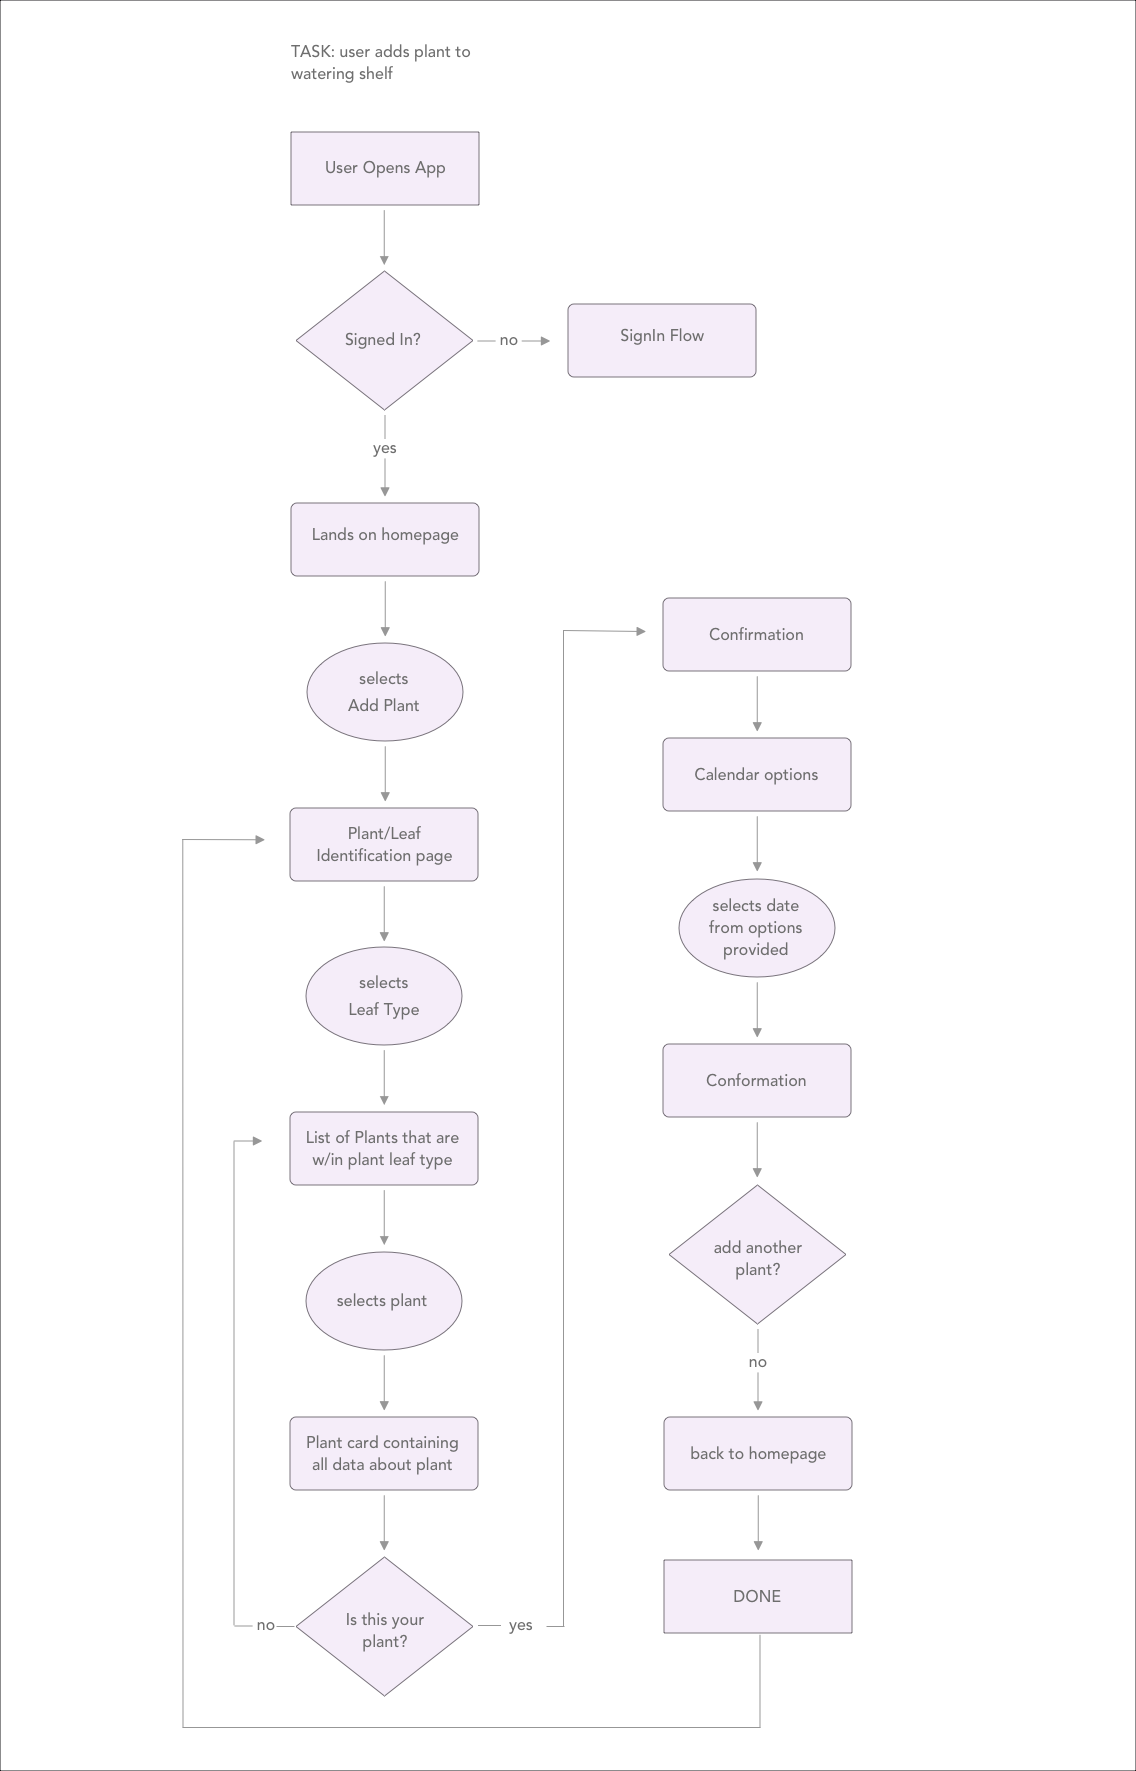 TASK: user adds plant to
watering shelf
User Opens App
Signed In?
no
SignIn Flow
yes
Lands on homepage
selects
Add Plant
Plant/Leaf
Identification page
selects
Leaf Type
List of Plants that are
w/in plant leaf type
selects plant
Plant card containing
all data about plant
Is this your
plant?
no
yes
Confirmation
Calendar options
selects date
from options
provided
Conformation
add another
plant?
no
back to homepage
DONE